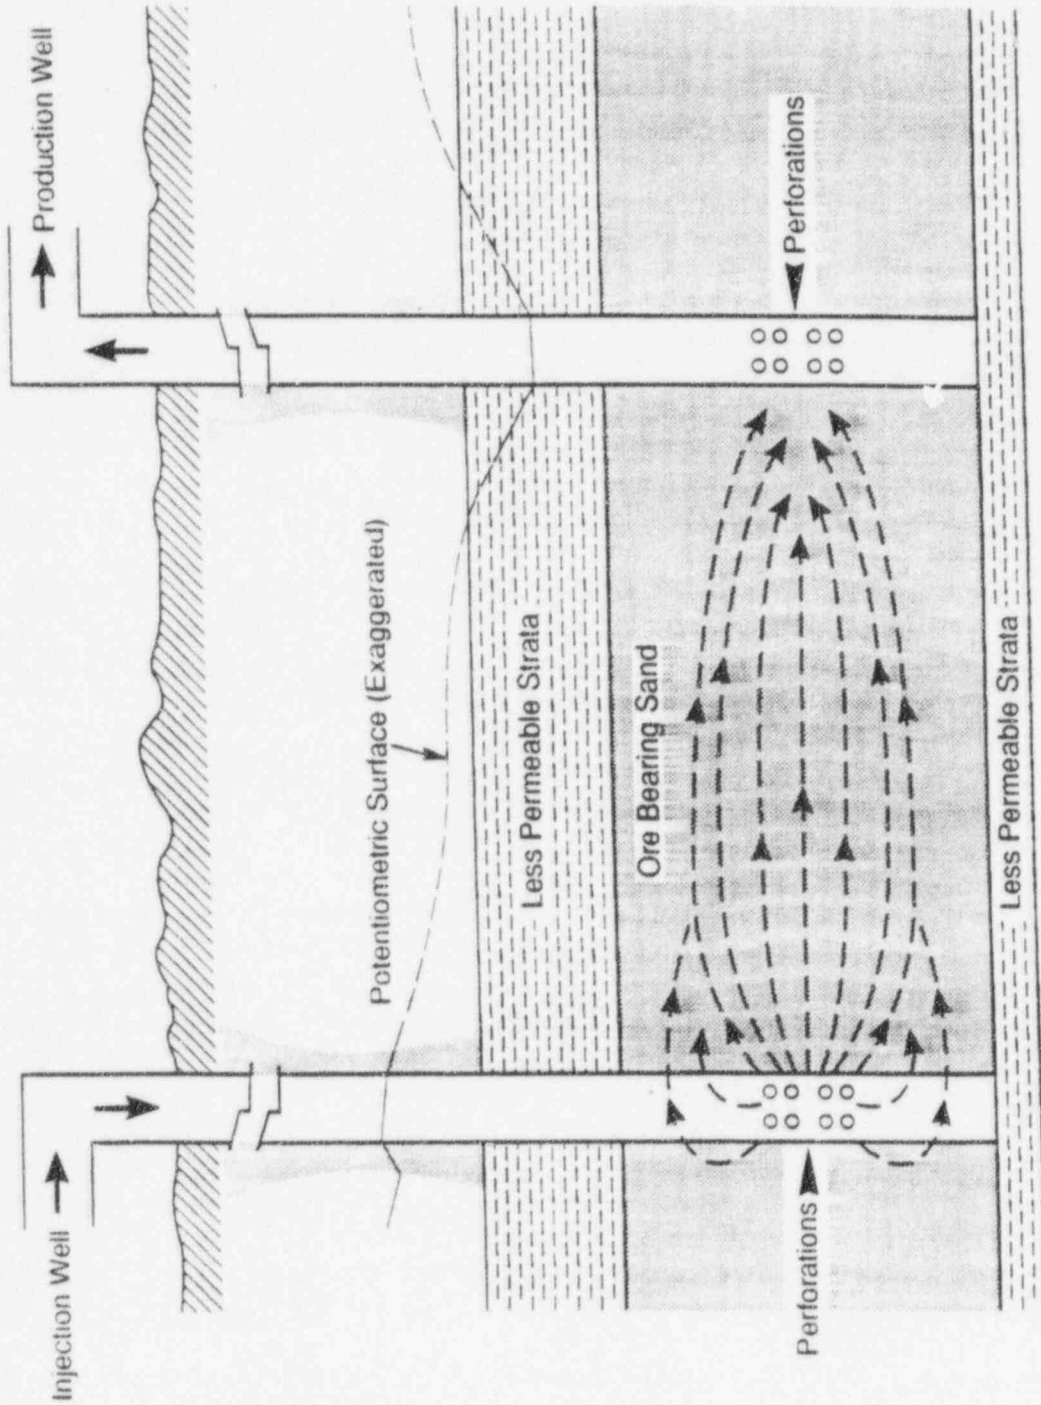 Injection Well
Production Well
Potentiometric Surface (Exaggerated)
Less Permeable Strata
Ore Bearing Sand
Perforations
Perforations
Less Permeable Strata